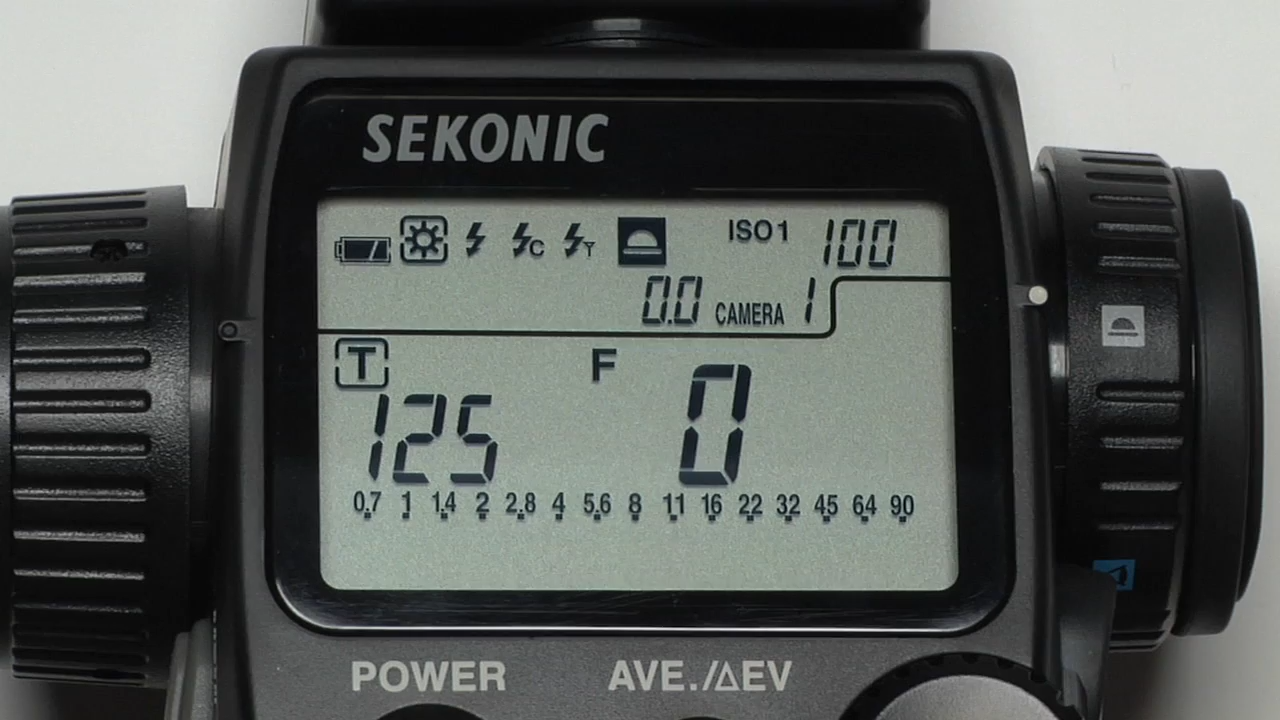 SEKONIC
C Y ISO1 100
0.0 CAMERA 1
T F
125 0
0.7 1 1.4 2 2.8 4 5.6 8 11 16 22 32 45 64 90
POWER AVE./ΔEV